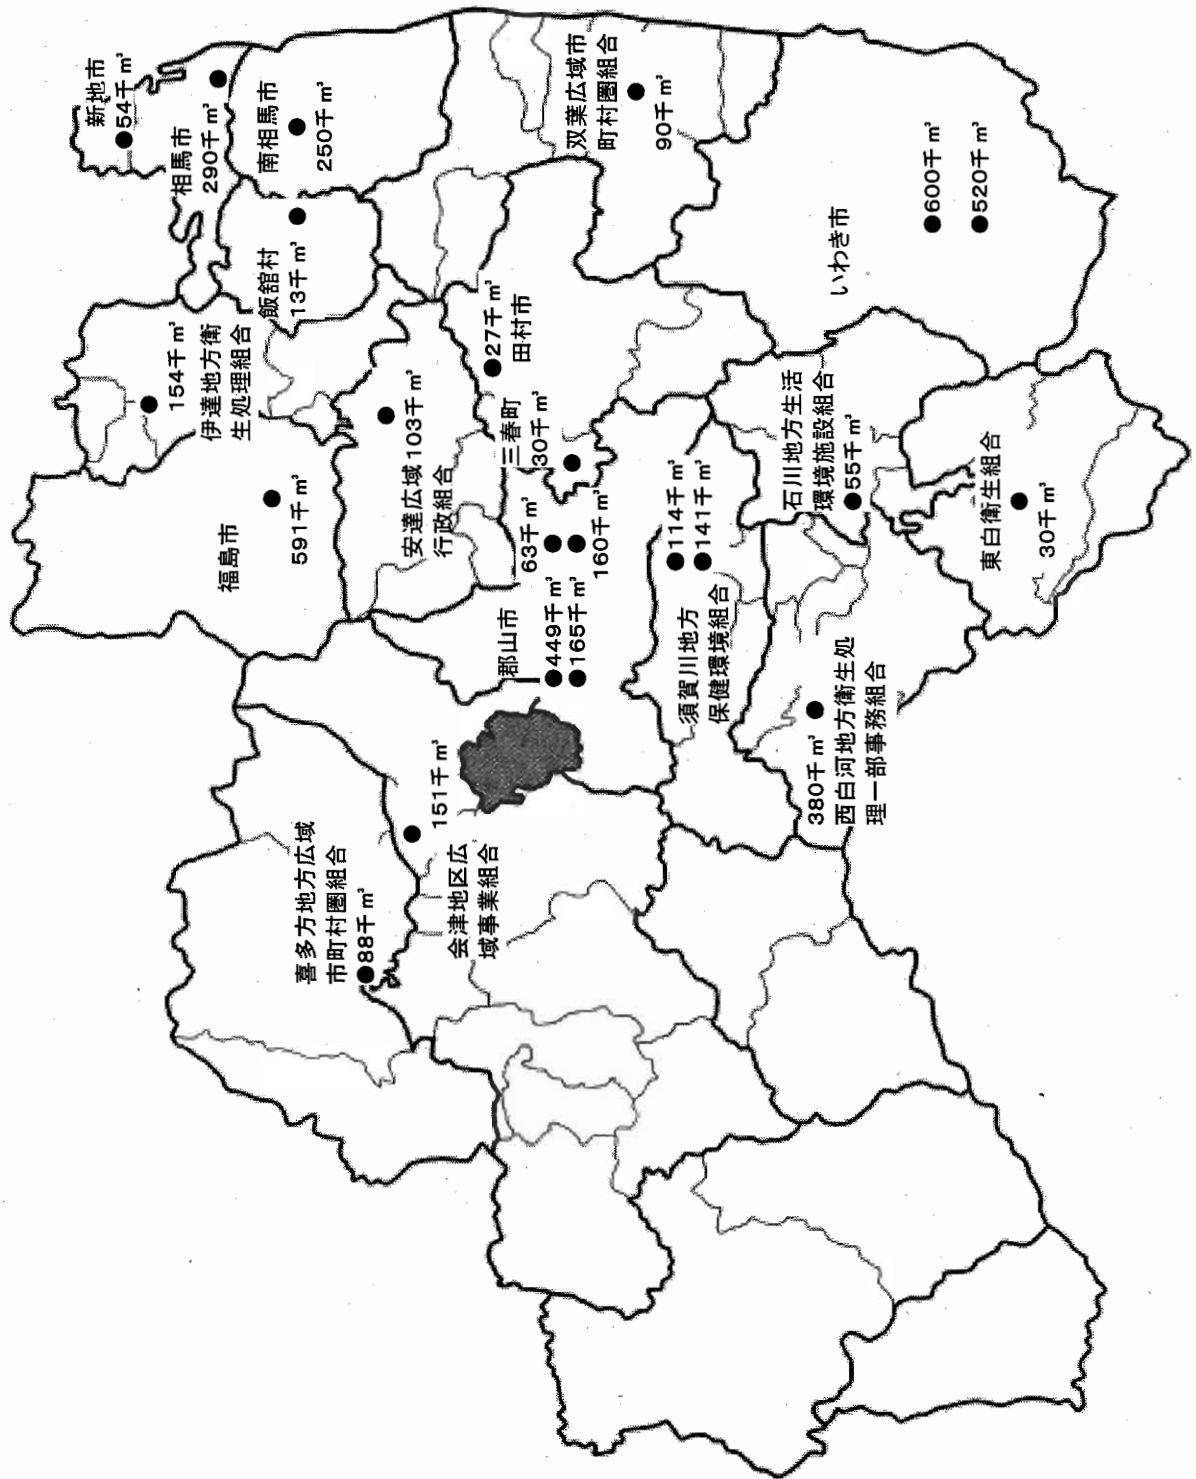 新地市
54千㎥
相馬市
290千㎥
南相馬市
250千㎥
飯舘村
13千㎥
伊達地方衛
生処理組合
154千㎥
福島市
591千㎥
安達広域
行政組合
103千㎥
27千㎥
田村市
三春町
30千㎥
双葉広域市
町村圏組合
90千㎥
いわき市
600千㎥
520千㎥
郡山市
63千㎥
160千㎥
449千㎥
165千㎥
須賀川地方
保健環境組合
114千㎥
141千㎥
石川地方生活
環境施設組合
55千㎥
東白衛生組合
30千㎥
380千㎥
西白河地方衛生処
理一部事務組合
151千㎥
会津地区広
域事業組合
喜多方地方広域
市町村圏組合
88千㎥